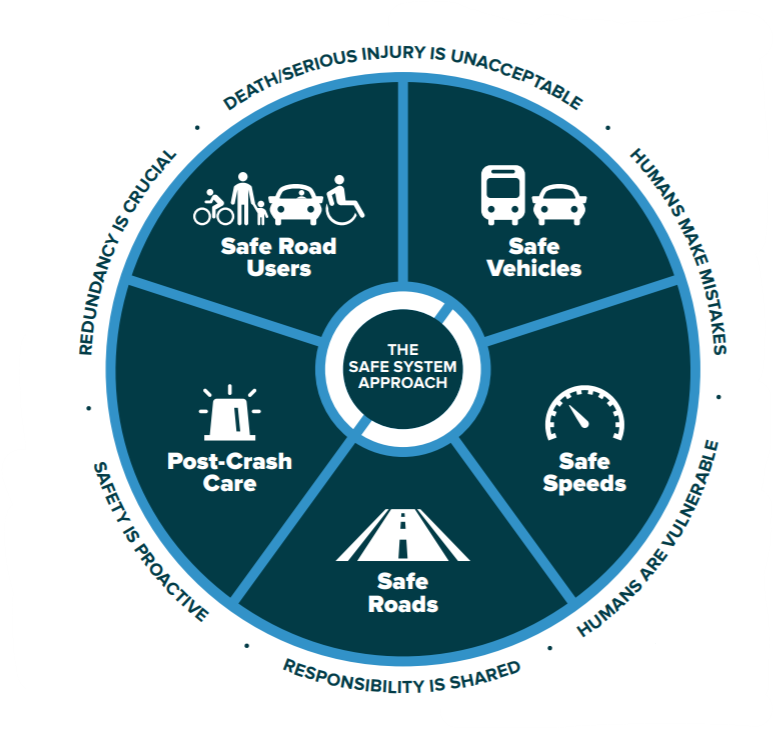 DEATH/SERIOUS INJURY IS UNACCEPTABLE
HUMANS MAKE MISTAKES
HUMANS ARE VULNERABLE
RESPONSIBILITY IS SHARED
SAFETY IS PROACTIVE
REDUNDANCY IS CRUCIAL
Safe Road
Users
Safe
Vehicles
THE
SAFE SYSTEM
APPROACH
Post-Crash
Care
Safe
Speeds
Safe
Roads